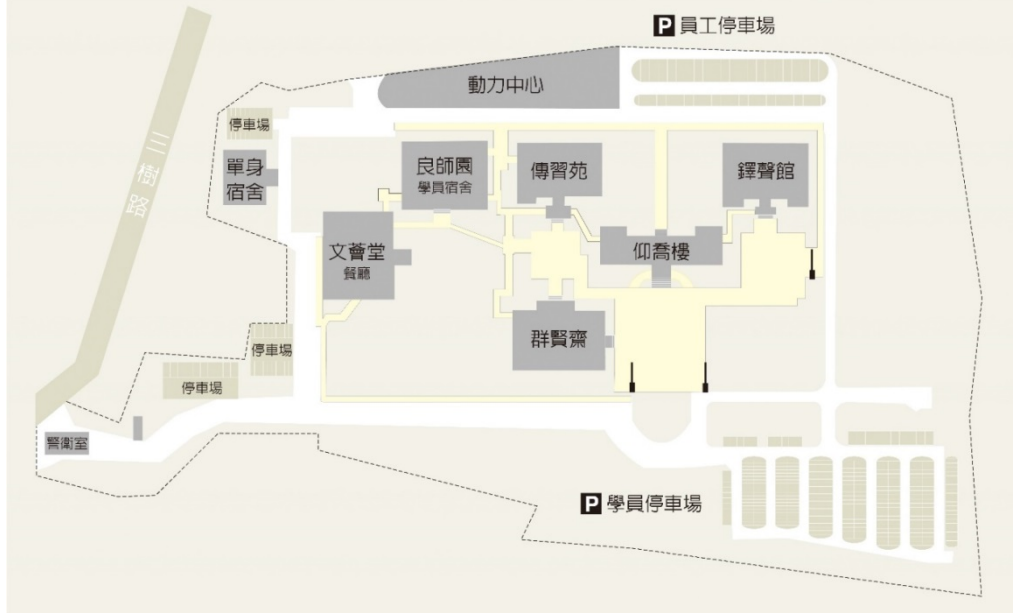 P 員工停車場
動力中心
停車場
三樹路
單身
宿舍
良師園
學員宿舍
傳習苑
鐸聲館
文薈堂
餐廳
仰喬樓
群賢齋
停車場
停車場
警衛室
P 學員停車場